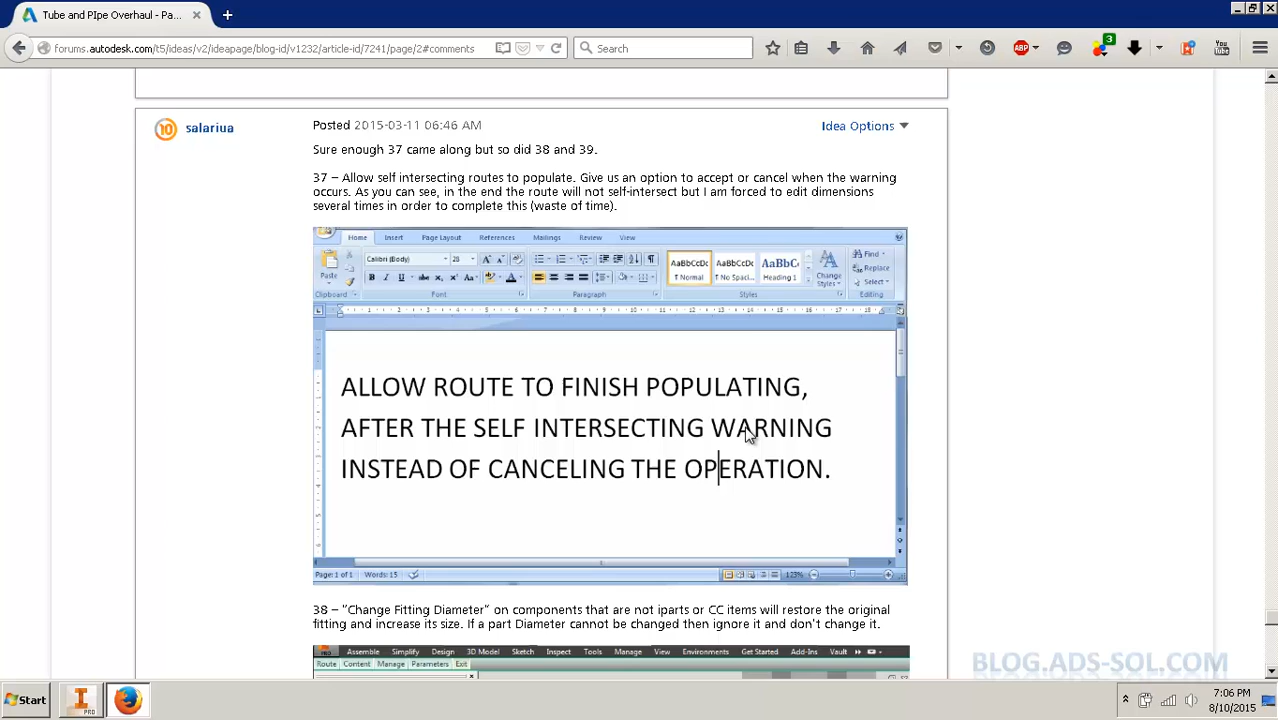 Tube and PIpe Overhaul - Pa...
forums.autodesk.com/t5/ideas/v2/ideapage/blog-id/v1232/article-id/7241/page/2#comments
Search
ABP
3
You
Tube
10
salariua
Posted 2015-03-11 06:46 AM
Idea Options
Sure enough 37 came along but so did 38 and 39.
37 – Allow self intersecting routes to populate. Give us an option to accept or cancel when the warning
occurs. As you can see, in the end the route will not self-intersect but I am forced to edit dimensions
several times in order to complete this (waste of time).
Home Insert Page Layout References Mailings Review View
Paste
Calibri (Body) 28
AaBbCcDc AaBbCcDc AaBbC
¶ Normal ¶ No Spaci... Heading 1
Change
Styles
Find
Replace
Select
Clipboard Font Paragraph Styles Editing
ALLOW ROUTE TO FINISH POPULATING,
AFTER THE SELF INTERSECTING WARNING
INSTEAD OF CANCELING THE OPERATION.
Page: 1 of 1 Words: 15
123%
38 – "Change Fitting Diameter" on components that are not iparts or CC items will restore the original
fitting and increase its size. If a part Diameter cannot be changed then ignore it and don't change it.
PRO Assemble Simplify Design 3D Model Sketch Inspect Tools Manage View Environments Get Started Add-Ins Vault
Route Content Manage Parameters Exit
BLOG.ADS-SOL.COM
Start
PRO
7:06 PM
8/10/2015